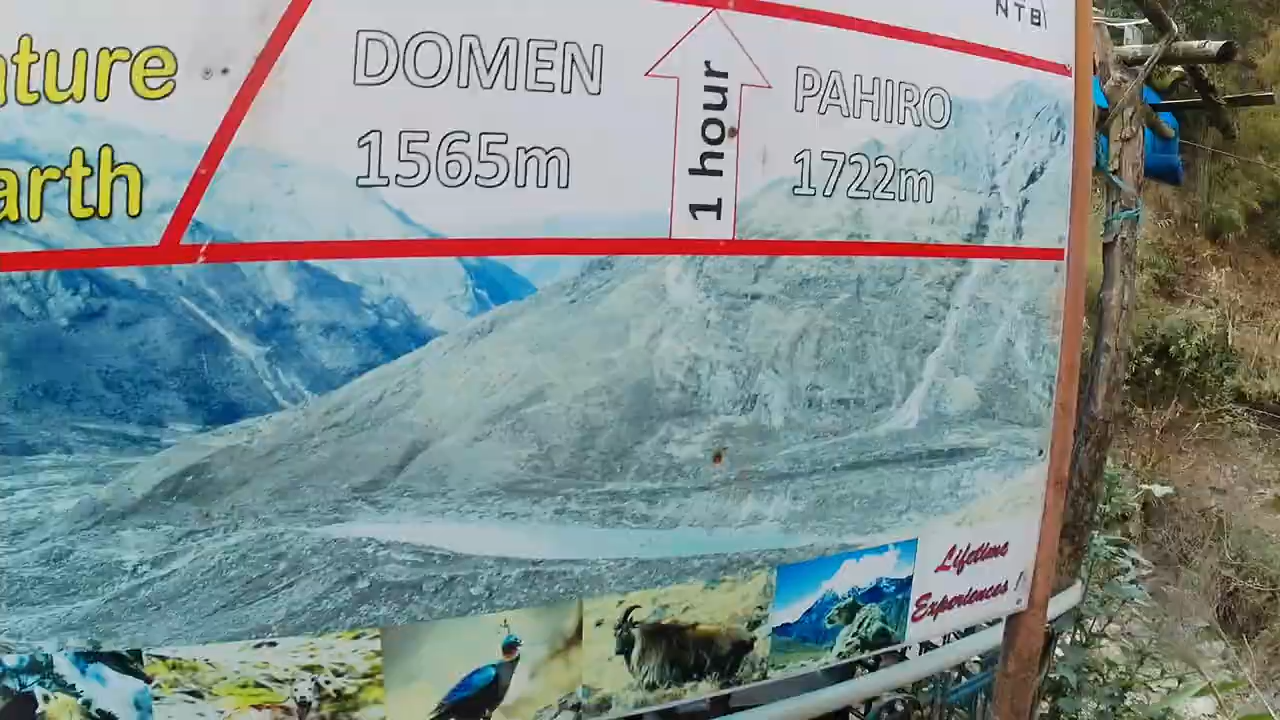 NTB
ature
arth
DOMEN
1565m
1 hour
PAHIRO
1722m
Lifetime
Experiences !